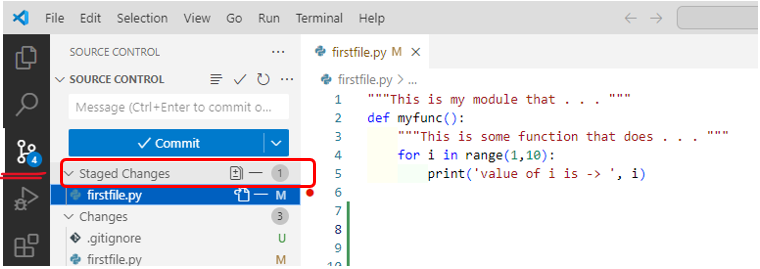 File Edit Selection View Go Run Terminal Help
SOURCE CONTROL
SOURCE CONTROL
Message (Ctrl+Enter to commit o...
Commit
Staged Changes 1
firstfile.py M
Changes 3
.gitignore U
firstfile.py M
4
firstfile.py M
firstfile.py > ...
1 """This is my module that . . . """
2 def myfunc():
3 """This is some function that does . . . """
4 for i in range(1,10):
5 print('value of i is -> ', i)
6
7
8
9
10